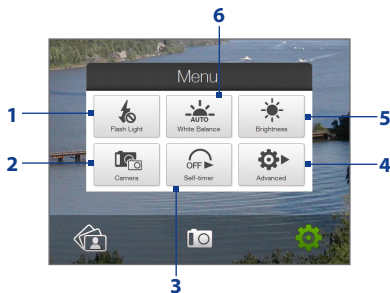 6
Menu
1
AUTO
Flash Light
White Balance
Brightness
5
2
OFF
Camera
Self-timer
Advanced
4
3